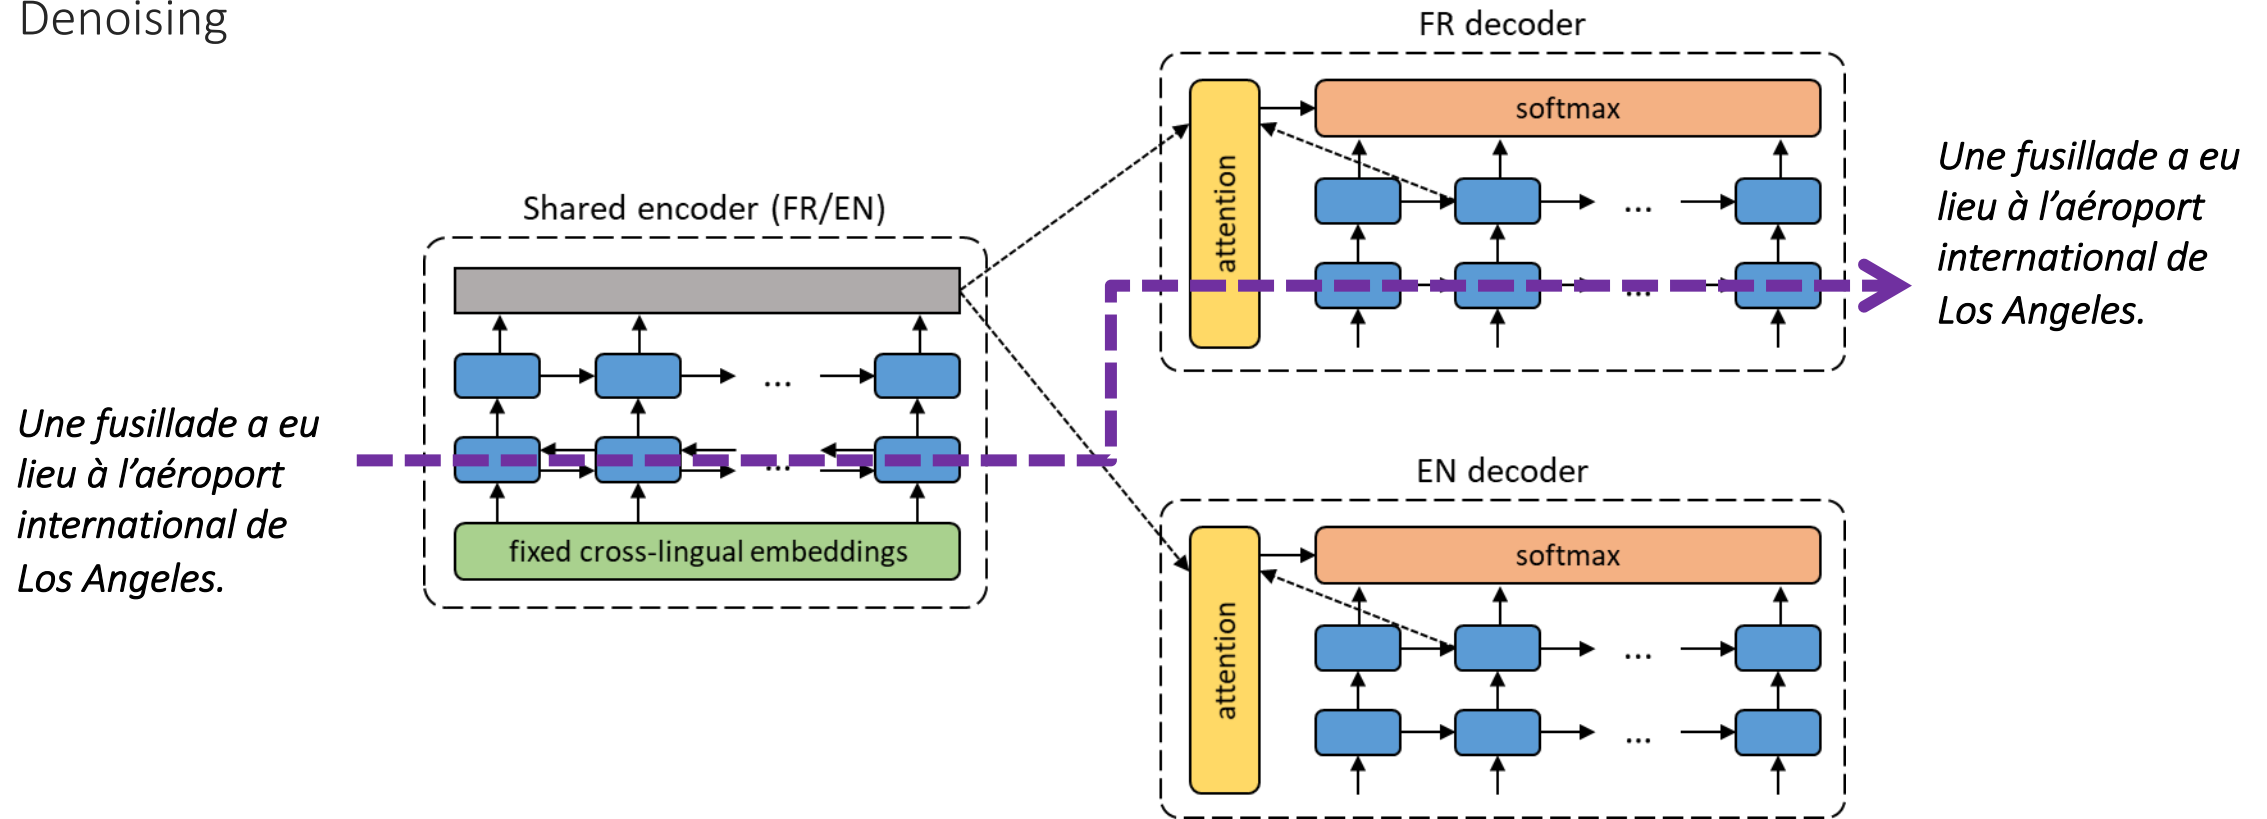 Denoising
Une fusillade a eu
lieu à l’aéroport
international de
Los Angeles.
Shared encoder (FR/EN)
...
...
fixed cross-lingual embeddings
FR decoder
attention
softmax
...
...
EN decoder
attention
softmax
...
...
Une fusillade a eu
lieu à l’aéroport
international de
Los Angeles.